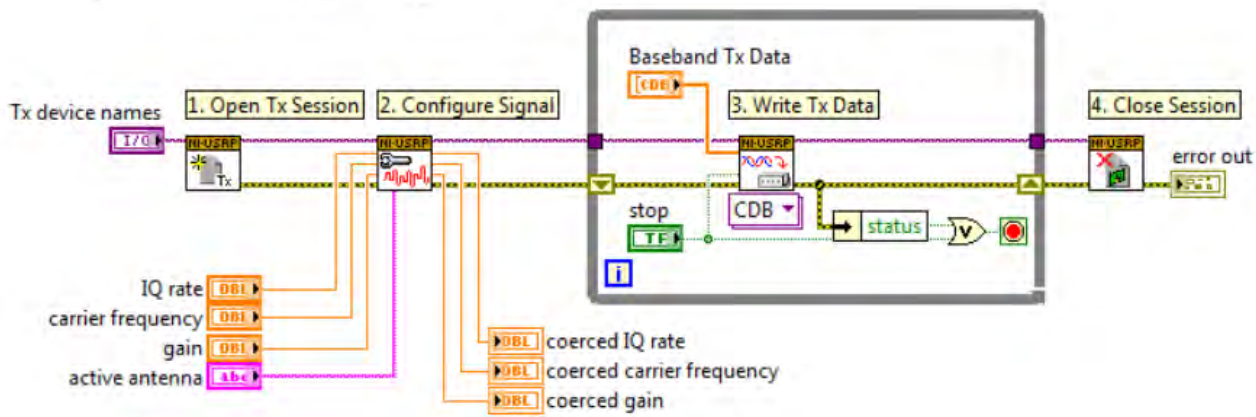 Baseband Tx Data
[CDB]
1. Open Tx Session
2. Configure Signal
3. Write Tx Data
4. Close Session
Tx device names
I/O
NI-USRP
NI-USRP
NI-USRP
NI-USRP
Tx
error out
stop
CDB
TF
status
V
i
IQ rate
DBL
carrier frequency
DBL
gain
DBL
active antenna
Abc
DBL
coerced IQ rate
DBL
coerced carrier frequency
DBL
coerced gain